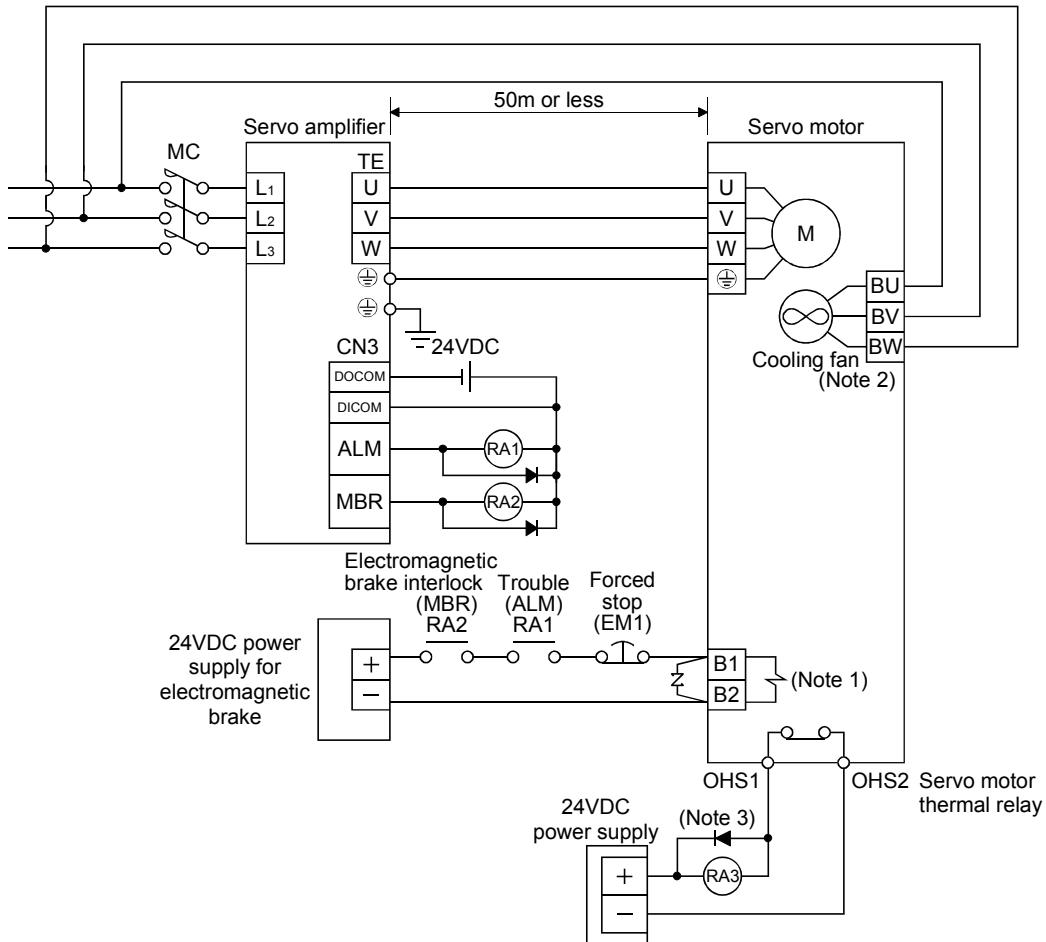 50m or less
Servo amplifier
Servo motor
MC
TE
L1
U
U
L2
V
V
M
L3
W
W
BU
BV
BW
Cooling fan
(Note 2)
CN3
24VDC
DOCOM
DICOM
ALM
RA1
MBR
RA2
Electromagnetic
brake interlock
(MBR)
RA2
Trouble
(ALM)
RA1
Forced
stop
(EM1)
24VDC power
supply for
electromagnetic
brake
+
−
B1
B2
(Note 1)
OHS1
OHS2
Servo motor
thermal relay
24VDC
power supply
(Note 3)
+
RA3
−